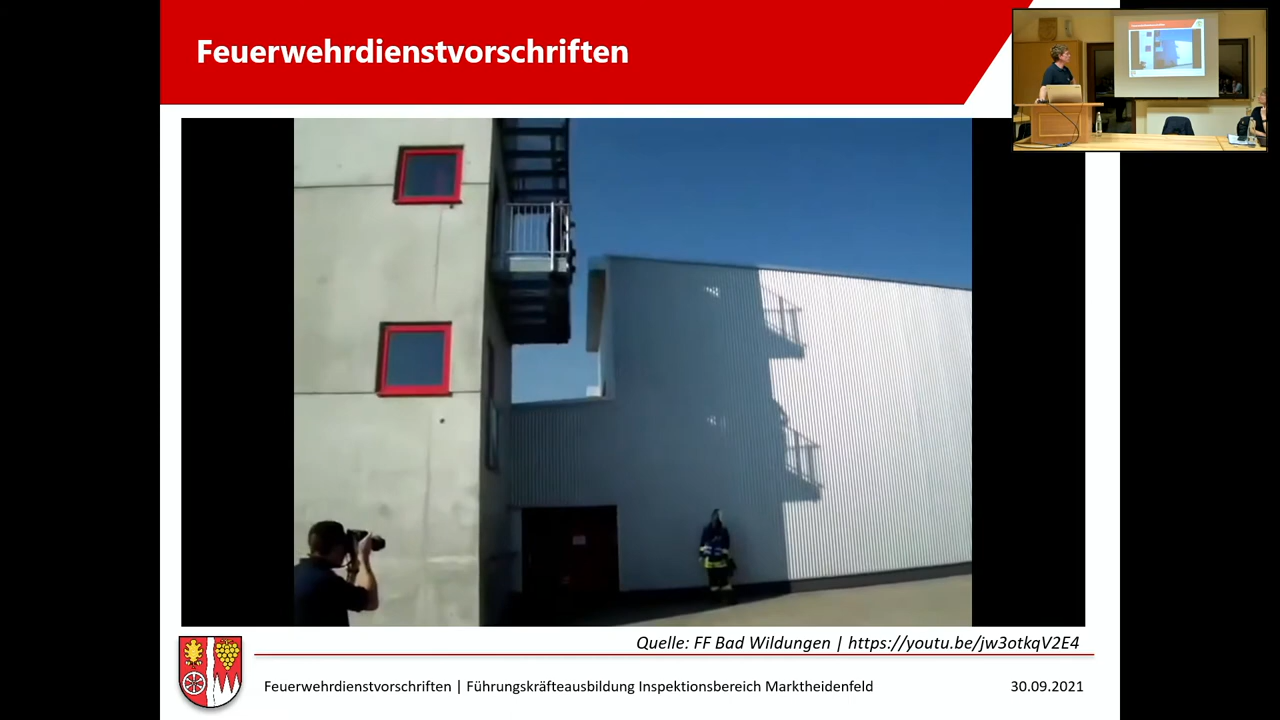 Feuerwehrdienstvorschriften
Quelle: FF Bad Wildungen | https://youtu.be/jw3otkqV2E4
Feuerwehrdienstvorschriften | Führungskräfteausbildung Inspektionsbereich Marktheidenfeld
30.09.2021